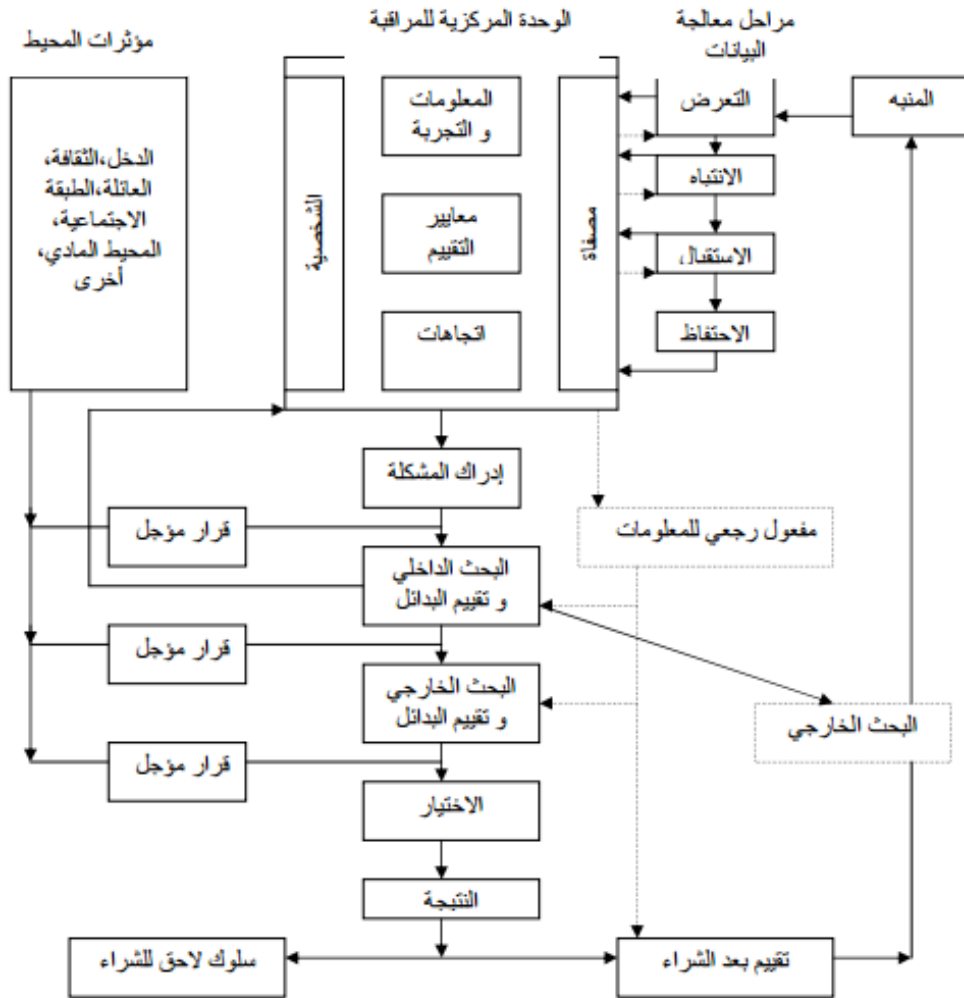 مراحل معالجة
البيانات
الوحدة المركزية للمراقبة
مؤثرات المحيط
المنبه
التعرض
الانتباه
الاستقبال
الاحتفاظ
مصفاة
المعلومات
و التجربة
معايير
التقييم
اتجاهات
الشخصية
الدخل،الثقافة،
العائلة،الطبقة
الاجتماعية،
المحيط المادي،
أخرى
إدراك المشكلة
قرار مؤجل
مفعول رجعي للمعلومات
البحث الداخلي
و تقييم البدائل
قرار مؤجل
البحث الخارجي
و تقييم البدائل
البحث الخارجي
قرار مؤجل
الاختيار
النتيجة
تقييم بعد الشراء
سلوك لاحق للشراء